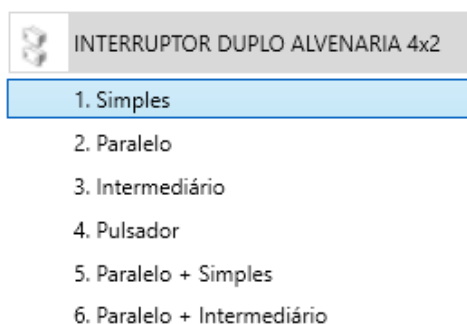 INTERRUPTOR DUPLO ALVENARIA 4x2
1. Simples
2. Paralelo
3. Intermediário
4. Pulsador
5. Paralelo + Simples
6. Paralelo + Intermediário